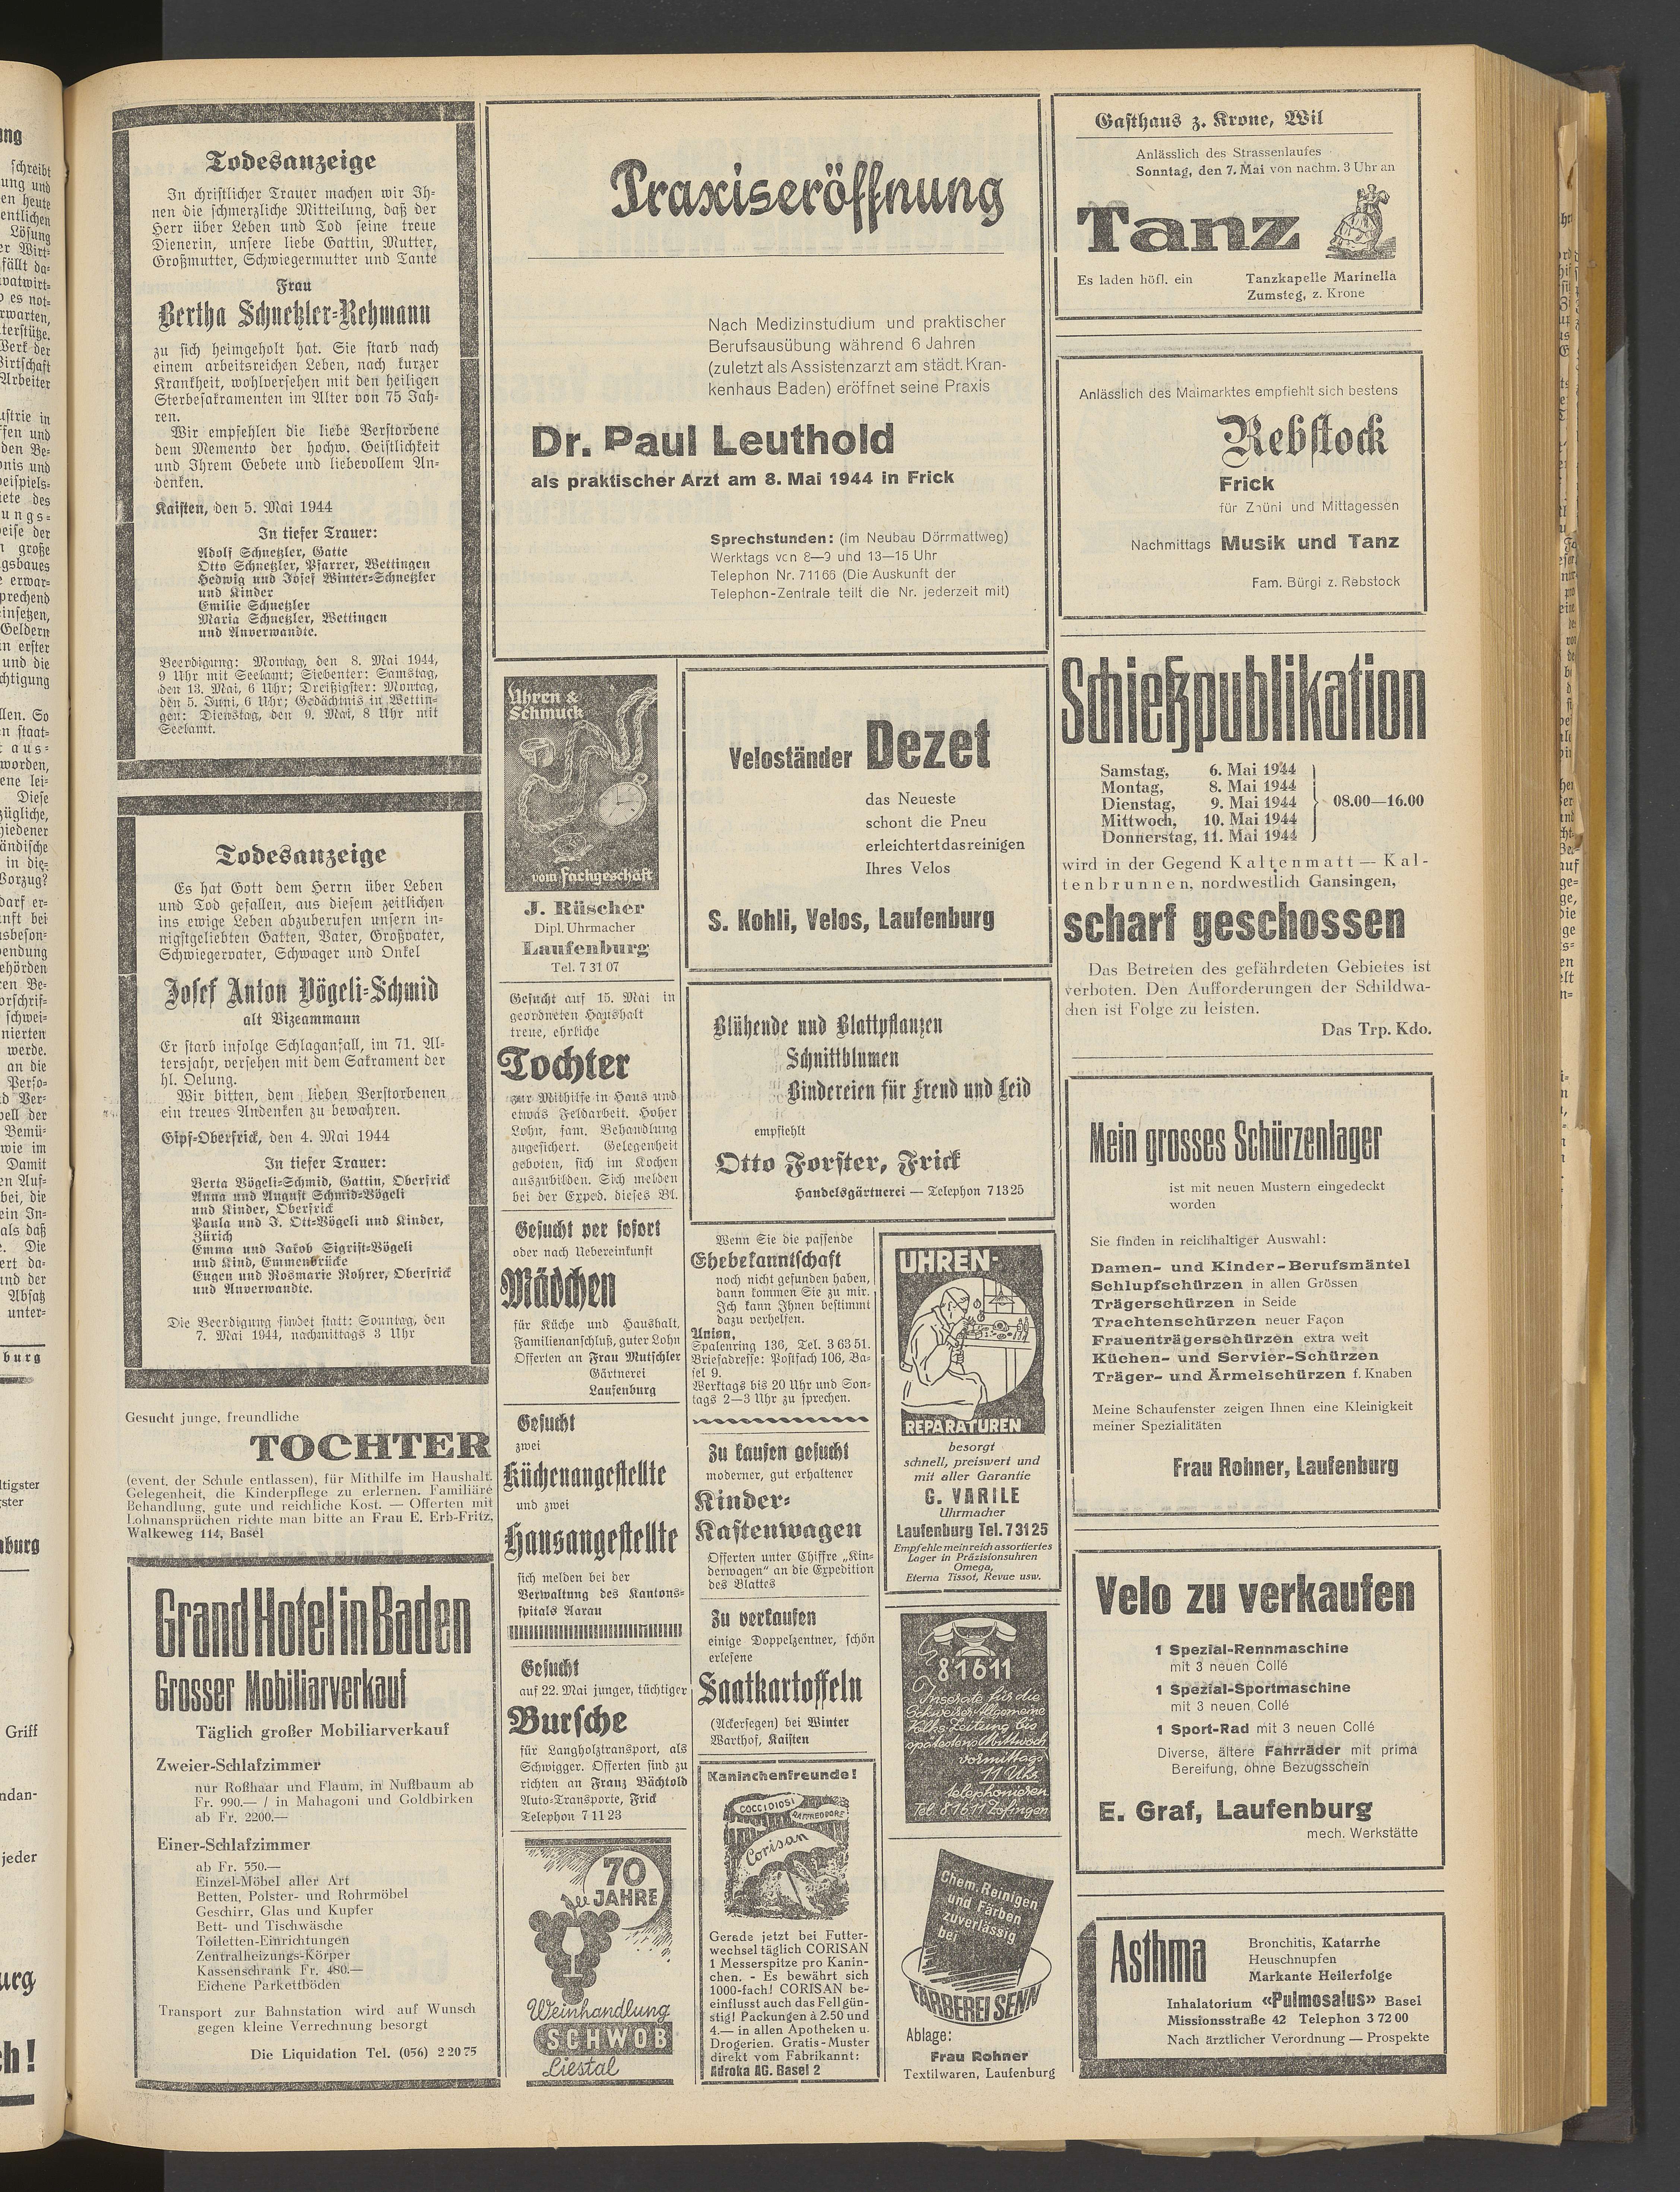 Todesanzeige
In christlicher Trauer machen wir Ih-
nen die schmerzliche Mitteilung, daß der
Herr über Leben und Tod seine treue
Dienerin, unsere liebe Gattin, Mutter,
Großmutter, Schwiegermutter und Tante
Frau
Bertha Schnetzler-Rehmann
zu sich heimgeholt hat. Sie starb nach
einem arbeitsreichen Leben, nach kurzer
Krankheit, wohlversehen mit den heiligen
Sterbesakramenten im Alter von 75 Jah-
ren.
Wir empfehlen die liebe Verstorbene
dem Memento der hochw. Geistlichkeit
und Ihrem Gebete und liebevollem An-
denken.
Kaisten, den 5. Mai 1944
In tiefer Trauer:
Adolf Schnetzler, Gatte
Otto Schnetzler, Pfarrer, Wettingen
Hedwig und Josef Winter-Schnetzler
und Kinder
Emilie Schnetzler
Maria Schnetzler, Wettingen
und Anverwandte.
Beerdigung: Montag, den 8. Mai 1944,
9 Uhr mit Seelamt; Siebenter: Samstag,
den 13. Mai, 6 Uhr; Dreißigster: Montag,
den 5. Juni, 6 Uhr; Gedächtnis in Wettin-
gen: Dienstag, den 9. Mai, 8 Uhr mit
Seelamt.
Todesanzeige
Es hat Gott dem Herrn über Leben
und Tod gefallen, aus diesem zeitlichen
ins ewige Leben abzuberufen unsern in-
nigstgeliebten Gatten, Vater, Großvater,
Schwiegervater, Schwager und Onkel
Josef Anton Vögeli-Schmid
alt Vizeammann
Er starb infolge Schlaganfall, im 71. Al-
tersjahr, versehen mit dem Sakrament der
hl. Oelung.
Wir bitten, dem lieben Verstorbenen
ein treues Andenken zu bewahren.
Gipf-Oberfrick, den 4. Mai 1944
In tiefer Trauer:
Berta Vögeli-Schmid, Gattin, Oberfrick
Anna und August Schmid-Vögeli
und Kinder, Oberfrick
Paula und J. Ott-Vögeli und Kinder,
Zürich
Emma und Jakob Sigrist-Vögeli
und Kind, Emmenbrücke
Eugen und Rosmarie Rohrer, Oberfrick
und Anverwandte.
Die Beerdigung findet statt: Sonntag, den
7. Mai 1944, nachmittags 3 Uhr
Gesucht junge, freundliche
TOCHTER
(event. der Schule entlassen), für Mithilfe im Haushalt.
Gelegenheit, die Kinderpflege zu erlernen. Familiäre
Behandlung, gute und reichliche Kost. — Offerten mit
Lohnansprüchen richte man bitte an Frau E. Erb-Fritz,
Walkeweg 114, Basel
Grand Hotel in Baden
Grosser Mobiliarverkauf
Täglich großer Mobiliarverkauf
Zweier-Schlafzimmer
nur Roßhaar und Flaum, in Nußbaum ab
Fr. 990.— / in Mahagoni und Goldbirken
ab Fr. 2200.—
Einer-Schlafzimmer
ab Fr. 550.—
Einzel-Möbel aller Art
Betten, Polster- und Rohrmöbel
Geschirr, Glas und Kupfer
Bett- und Tischwäsche
Toiletten-Einrichtungen
Zentralheizungs-Körper
Kassenschrank Fr. 480.—
Eichene Parkettböden
Transport zur Bahnstation wird auf Wunsch
gegen kleine Verrechnung besorgt
Die Liquidation Tel. (056) 2 20 75
Praxiseröffnung
Nach Medizinstudium und praktischer
Berufsausübung während 6 Jahren
(zuletzt als Assistenzarzt am städt. Kran-
kenhaus Baden) eröffnet seine Praxis
Dr. Paul Leuthold
als praktischer Arzt am 8. Mai 1944 in Frick
Sprechstunden: (im Neubau Dörrmattweg)
Werktags von 8—9 und 13—15 Uhr
Telephon Nr. 71166 (Die Auskunft der
Telephon-Zentrale teilt die Nr. jederzeit mit)
Uhren &
Schmuck
vom Fachgeschäft
J. Rüscher
Dipl. Uhrmacher
Laufenburg
Tel. 7 31 07
Gesucht auf 15. Mai in
geordneten Haushalt
treue, ehrliche
Tochter
zur Mithilfe in Haus und
etwas Feldarbeit. Hoher
Lohn, fam. Behandlung
zugesichert. Gelegenheit
geboten, sich im Kochen
auszubilden. Sich melden
bei der Exped. dieses Bl.
Gesucht per sofort
oder nach Uebereinkunft
Mädchen
für Küche und Haushalt.
Familienanschluß, guter Lohn
Offerten an Frau Mutschler
Gärtnerei
Laufenburg
Gesucht
zwei
Küchenangestellte
und zwei
Hausangestellte
sich melden bei der
Verwaltung des Kantons-
spitals Aarau
Gesucht
auf 22. Mai junger, tüchtiger
Bursche
für Langholztransport, als
Schwigger. Offerten sind zu
richten an Franz Bächtold
Auto-Transporte, Frick
Telephon 7 11 23
70
JAHRE
Weinhandlung
SCHWOB
Liestal
Veloständer Dezet
das Neueste
schont die Pneu
erleichtert das reinigen
Ihres Velos
S. Kohli, Velos, Laufenburg
Blühende und Blattpflanzen
Schnittblumen
Bindereien für Freud und Leid
empfiehlt
Otto Forster, Frick
Handelsgärtnerei — Telephon 71325
Wenn Sie die passende
Ehebekanntschaft
noch nicht gefunden haben,
dann kommen Sie zu mir.
Ich kann Ihnen bestimmt
dazu verhelfen.
Union,
Spalenring 136, Tel. 3 63 51.
Briefadresse: Postfach 106, Ba-
sel 9.
Werktags bis 20 Uhr und Son-
tags 2—3 Uhr zu sprechen.
Zu kaufen gesucht
moderner, gut erhaltener
Kinder-
Kastenwagen
Offerten unter Chiffre „Kin-
derwagen“ an die Expedition
des Blattes
Zu verkaufen
einige Doppelzentner, schön
erlesene
Saatkartoffeln
(Ackersegen) bei Winter
Warthof, Kaisten
Kaninchenfreunde!
COCCIDIOSE
Corisan
Gerade jetzt bei Futter-
wechsel täglich CORISAN
1 Messerspitze pro Kanin-
chen. - Es bewährt sich
1000-fach! CORISAN be-
einflusst auch das Fell gün-
stig! Packungen à 2.50 und
4.— in allen Apotheken u.
Drogerien. Gratis-Muster
direkt vom Fabrikannt:
Adroka AG. Basel 2
UHREN-
REPARATUREN
besorgt
schnell, preiswert und
mit aller Garantie
G. VARILE
Uhrmacher
Laufenburg Tel. 73125
Empfehle mein reich assortiertes
Lager in Präzisionsuhren
Omega,
Eterna Tissot, Revue usw.
81611
Inserate für die
Schweizer Allgemeine
Volks-Zeitung bis
spätestens Mittwoch
vormittags
11 Uhr
telephonieren
Tel. 81611 Zofingen
Chem. Reinigen
und Färben
zuverlässig
bei
FÄRBEREI SENN
Ablage:
Frau Rohner
Textilwaren, Laufenburg
Gasthaus z. Krone, Wil
Anlässlich des Strassenlaufes
Sonntag, den 7. Mai von nachm. 3 Uhr an
Tanz
Es laden höfl. ein
Tanzkapelle Marinella
Zumsteg, z. Krone
Anlässlich des Maimarktes empfiehlt sich bestens
Rebstock
Frick
für Znüni und Mittagessen
Nachmittags Musik und Tanz
Fam. Bürgi z. Rebstock
Schießpublikation
Samstag, 6. Mai 1944
Montag, 8. Mai 1944
Dienstag, 9. Mai 1944 08.00—16.00
Mittwoch, 10. Mai 1944
Donnerstag, 11. Mai 1944
wird in der Gegend Kaltenmatt — Kal-
tenbrunnen, nordwestlich Gansingen,
scharf geschossen
Das Betreten des gefährdeten Gebietes ist
verboten. Den Aufforderungen der Schildwa-
chen ist Folge zu leisten.
Das Trp. Kdo.
Mein grosses Schürzenlager
ist mit neuen Mustern eingedeckt
worden
Sie finden in reichhaltiger Auswahl:
Damen- und Kinder-Berufsmäntel
Schlupfschürzen in allen Grössen
Trägerschürzen in Seide
Trachtenschürzen neuer Façon
Frauenträgerschürzen extra weit
Küchen- und Servier-Schürzen
Träger- und Ärmelschürzen f. Knaben
Meine Schaufenster zeigen Ihnen eine Kleinigkeit
meiner Spezialitäten
Frau Rohner, Laufenburg
Velo zu verkaufen
1 Spezial-Rennmaschine
mit 3 neuen Collé
1 Spezial-Sportmaschine
mit 3 neuen Collé
1 Sport-Rad mit 3 neuen Collé
Diverse, ältere Fahrräder mit prima
Bereifung, ohne Bezugsschein
E. Graf, Laufenburg
mech. Werkstätte
Asthma
Bronchitis, Katarrhe
Heuschnupfen
Markante Heilerfolge
Inhalatorium «Pulmosalus» Basel
Missionsstraße 42 Telephon 3 72 00
Nach ärztlicher Verordnung — Prospekte